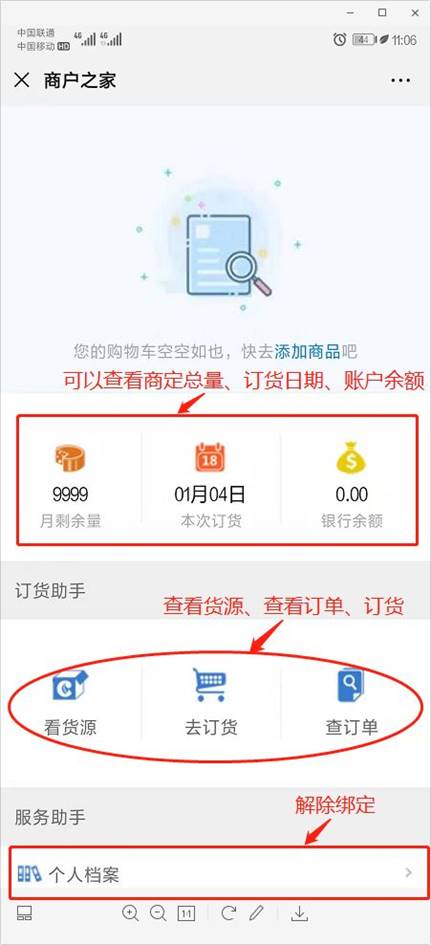 中国联通
中国移动 HD 4G 4G 44 11:06
商户之家
您的购物车空空如也，快去添加商品吧
可以查看商定总量、订货日期、账户余额
18
9999 01月04日 0.00
月剩余量 本次订货 银行余额
订货助手
查看货源、查看订单、订货
看货源 去订货 查订单
服务助手
解除绑定
个人档案
1:1